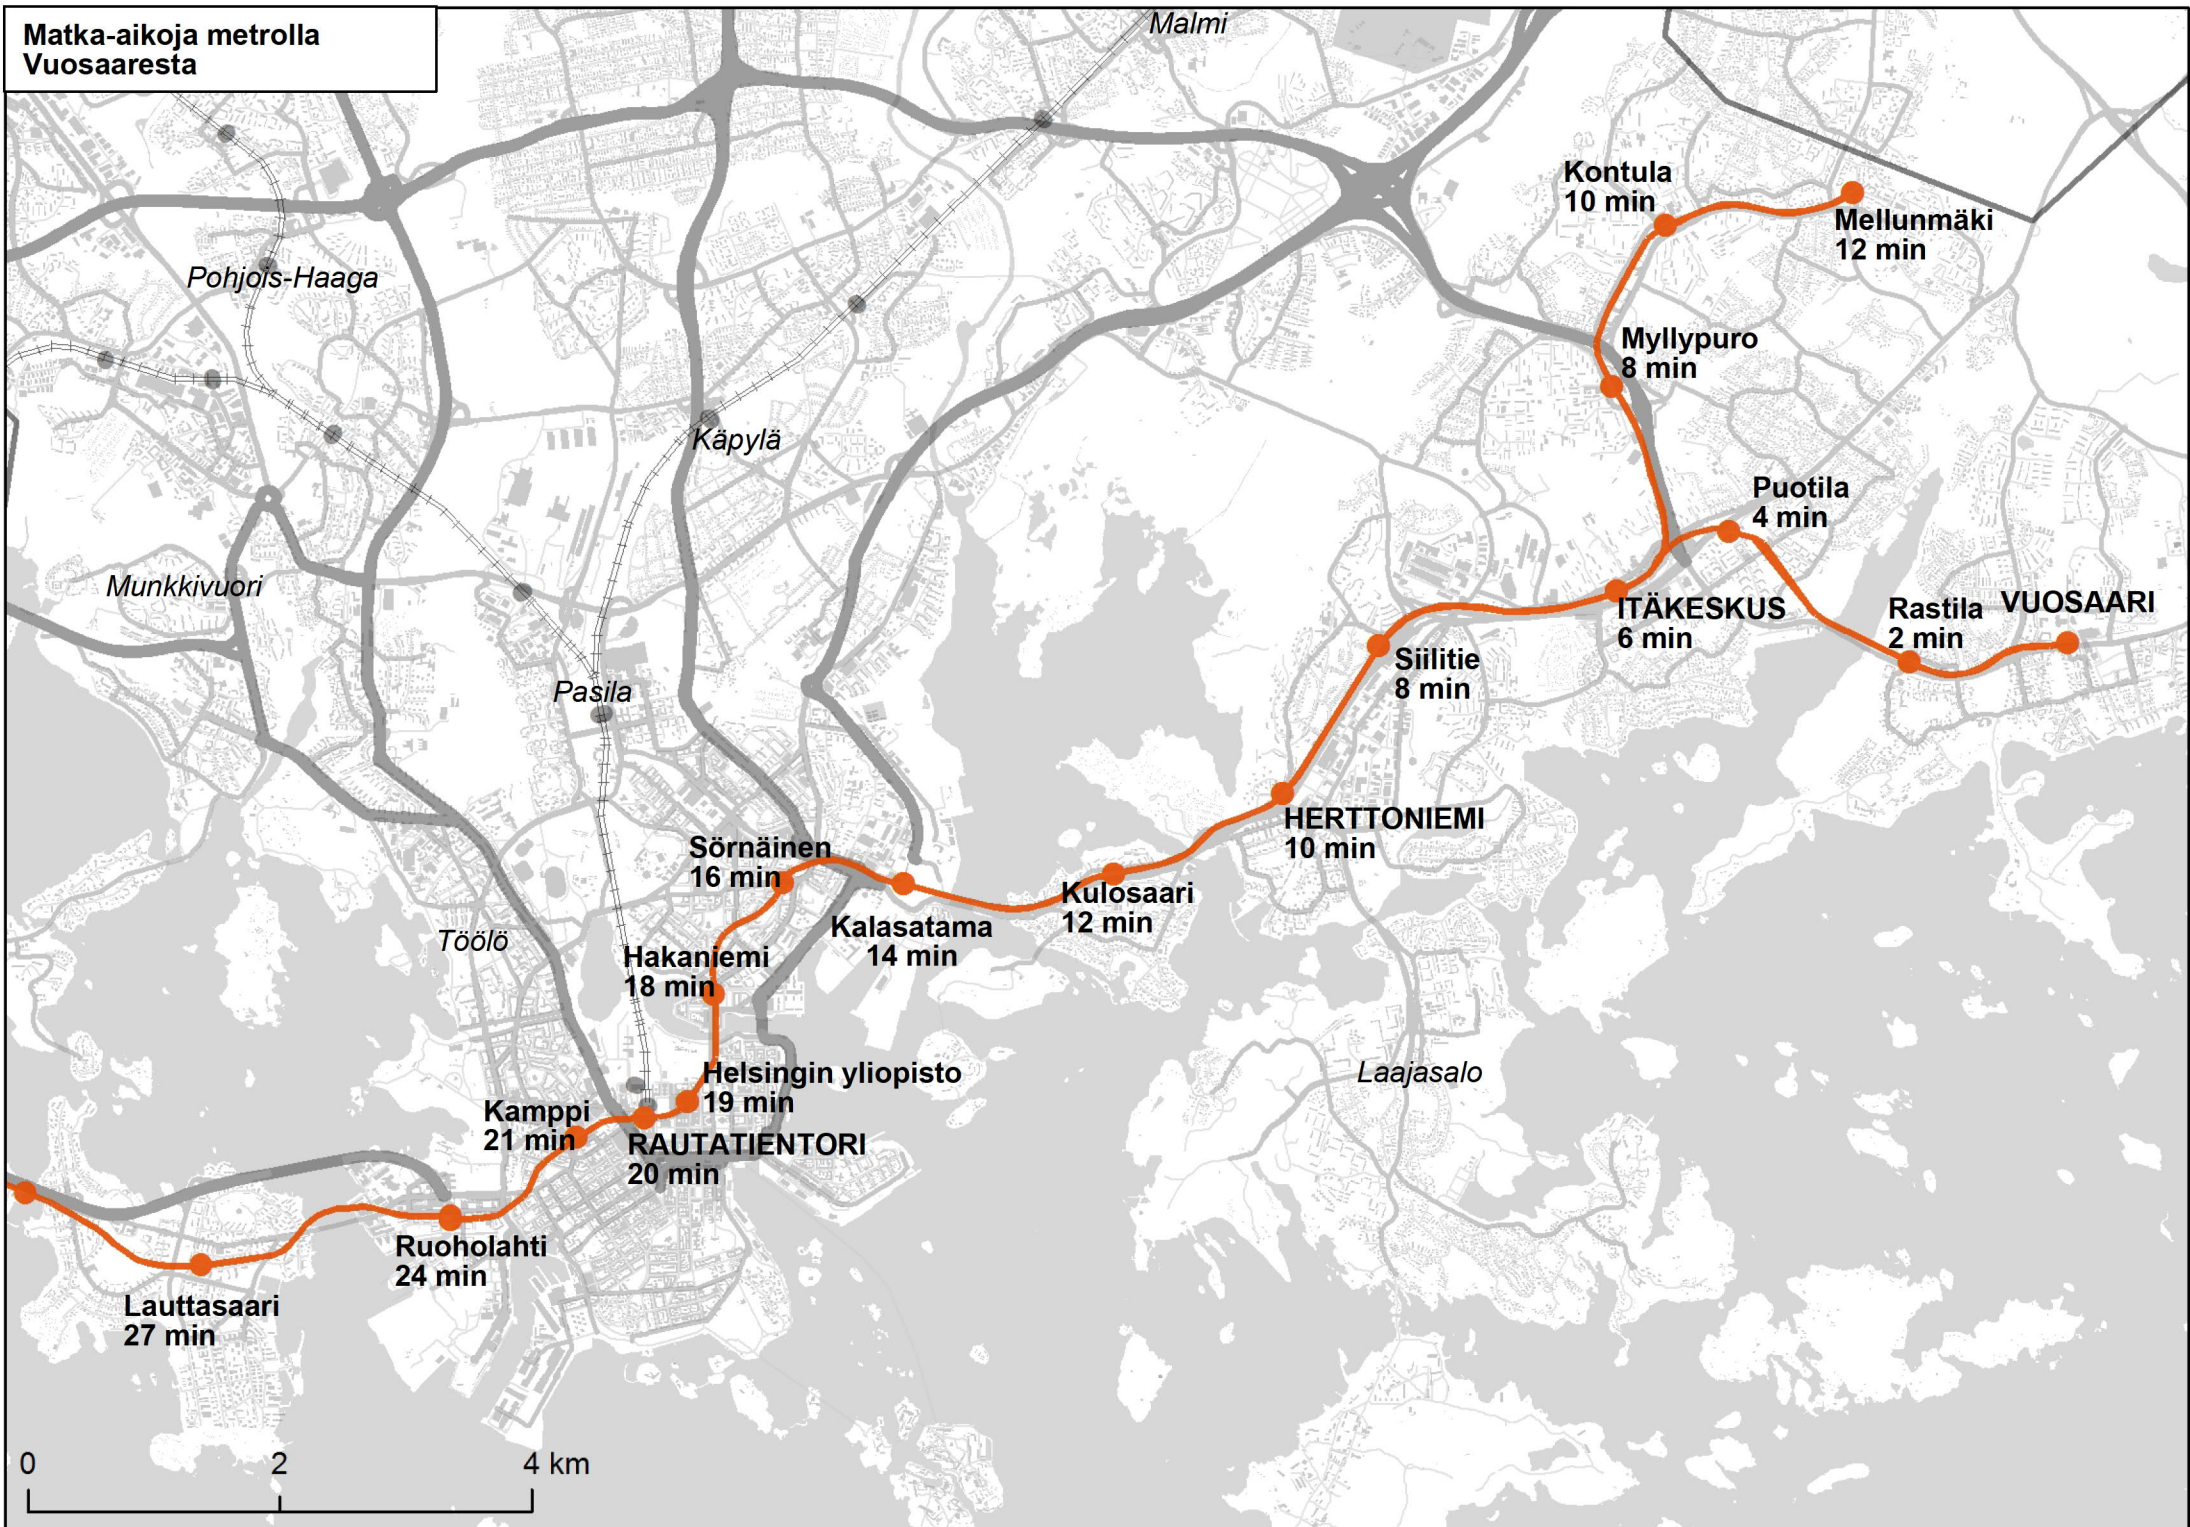 Matka-aikoja metrolla
Vuosaaresta
Malmi
Kontula
10 min
Mellunmäki
12 min
Pohjois-Haaga
Myllypuro
8 min
Käpylä
Puotila
4 min
Munkkivuori
ITÄKESKUS
6 min
Rastila
2 min
VUOSAARI
Siilitie
8 min
Pasila
HERTTONIEMI
10 min
Sörnäinen
16 min
Kulosaari
12 min
Kalasatama
14 min
Töölö
Hakaniemi
18 min
Helsingin yliopisto
19 min
Laajasalo
Kamppi
21 min
RAUTATIENTORI
20 min
Ruoholahti
24 min
Lauttasaari
27 min
0 2 4 km